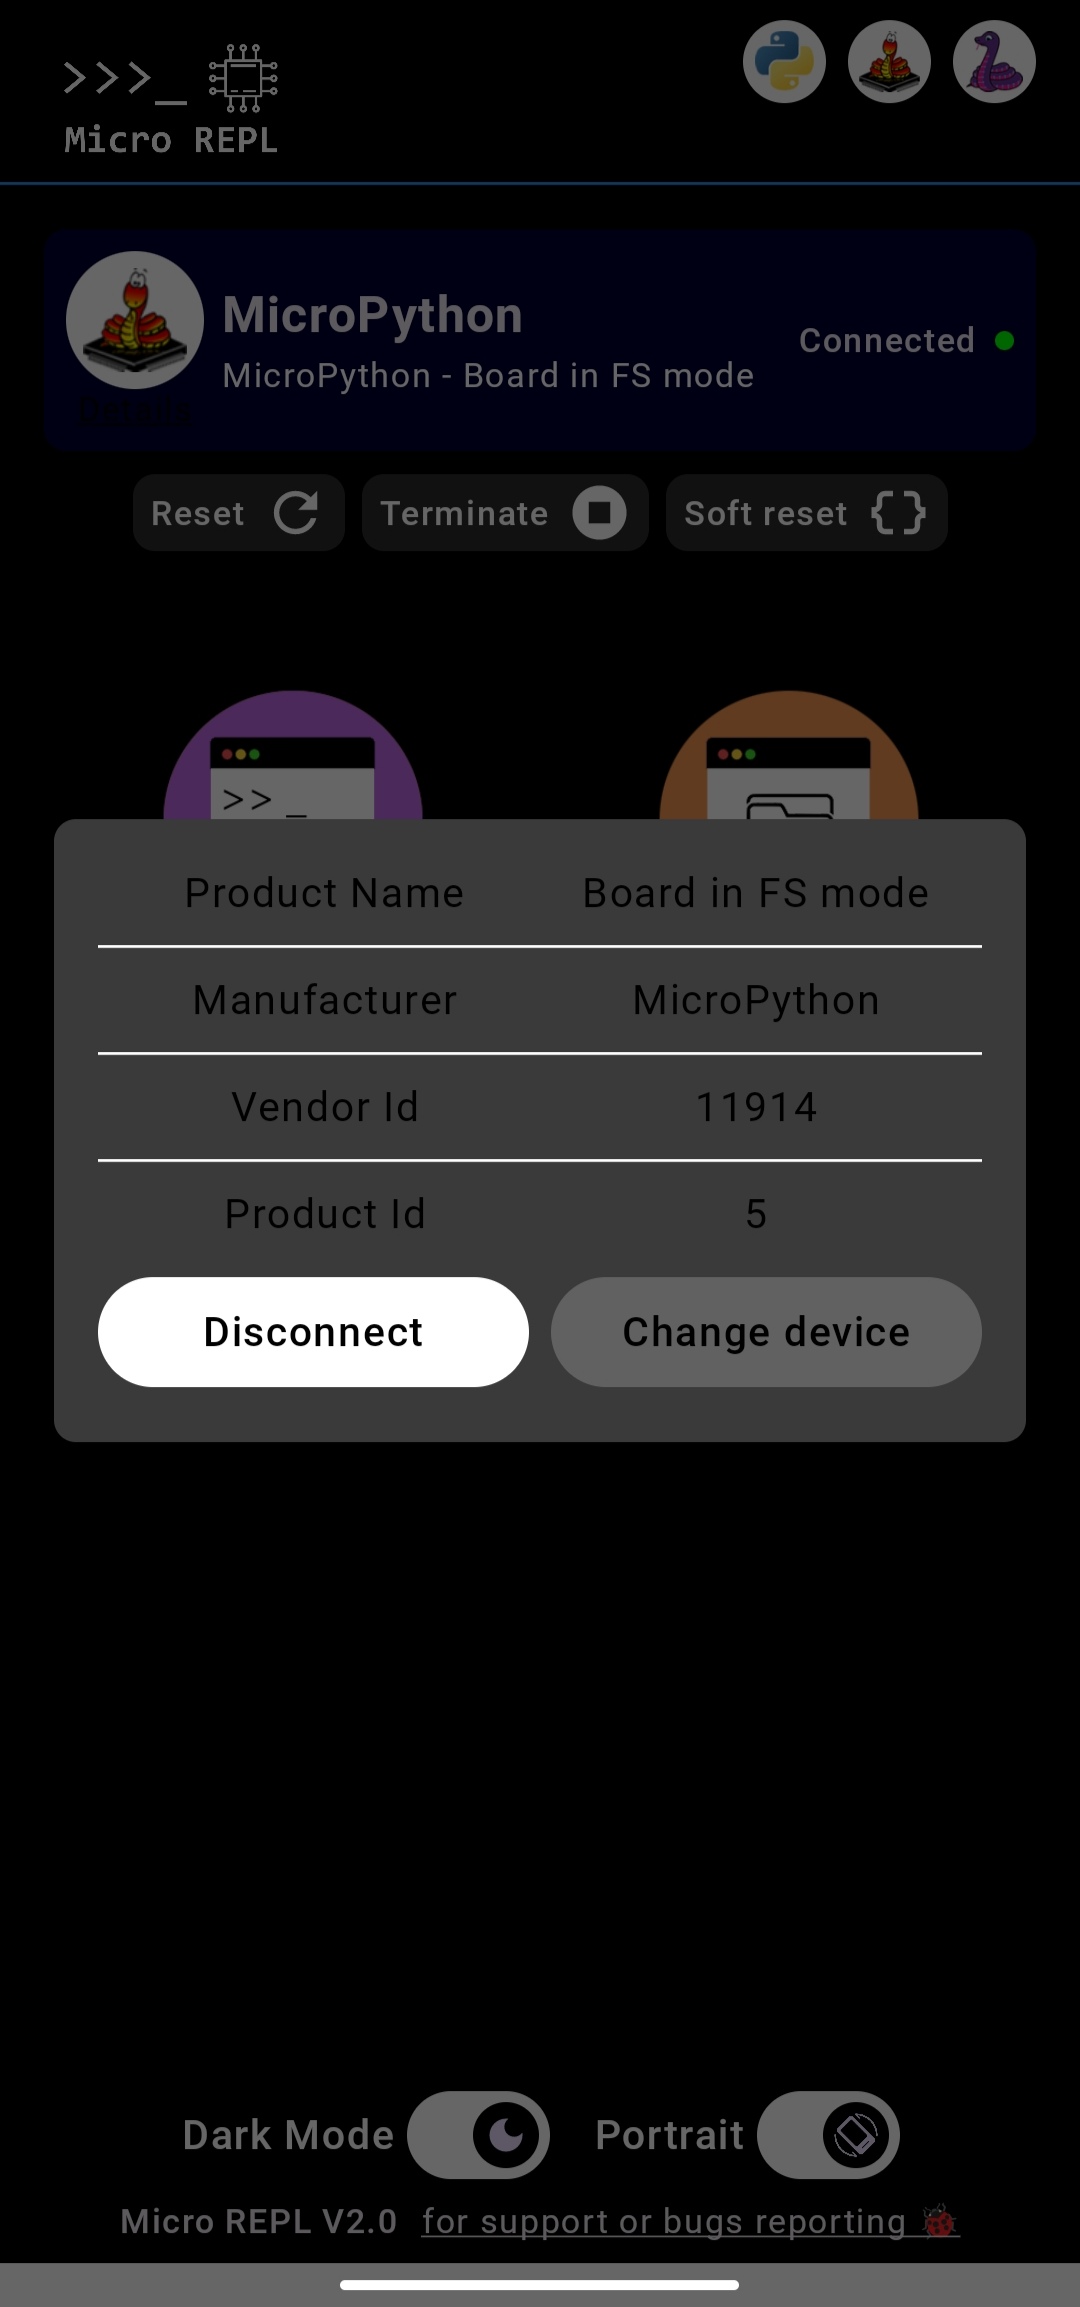 >>>_
Micro REPL
MicroPython
MicroPython - Board in FS mode
Connected
Details
Reset
Terminate
Soft reset
>> _
Product Name
Board in FS mode
Manufacturer
MicroPython
Vendor Id
11914
Product Id
5
Disconnect
Change device
Dark Mode
Portrait
Micro REPL V2.0
for support or bugs reporting 🐞